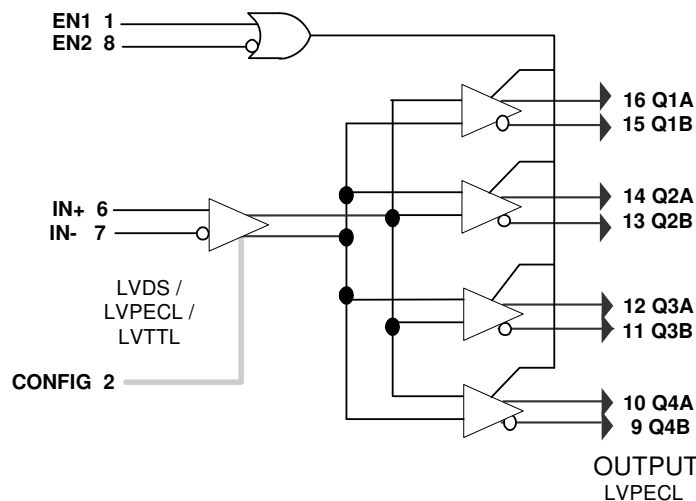 EN1 1
EN2 8
16 Q1A
15 Q1B
14 Q2A
13 Q2B
IN+ 6
IN- 7
LVDS /
LVPECL /
LVTTL
12 Q3A
11 Q3B
CONFIG 2
10 Q4A
9 Q4B
OUTPUT
LVPECL